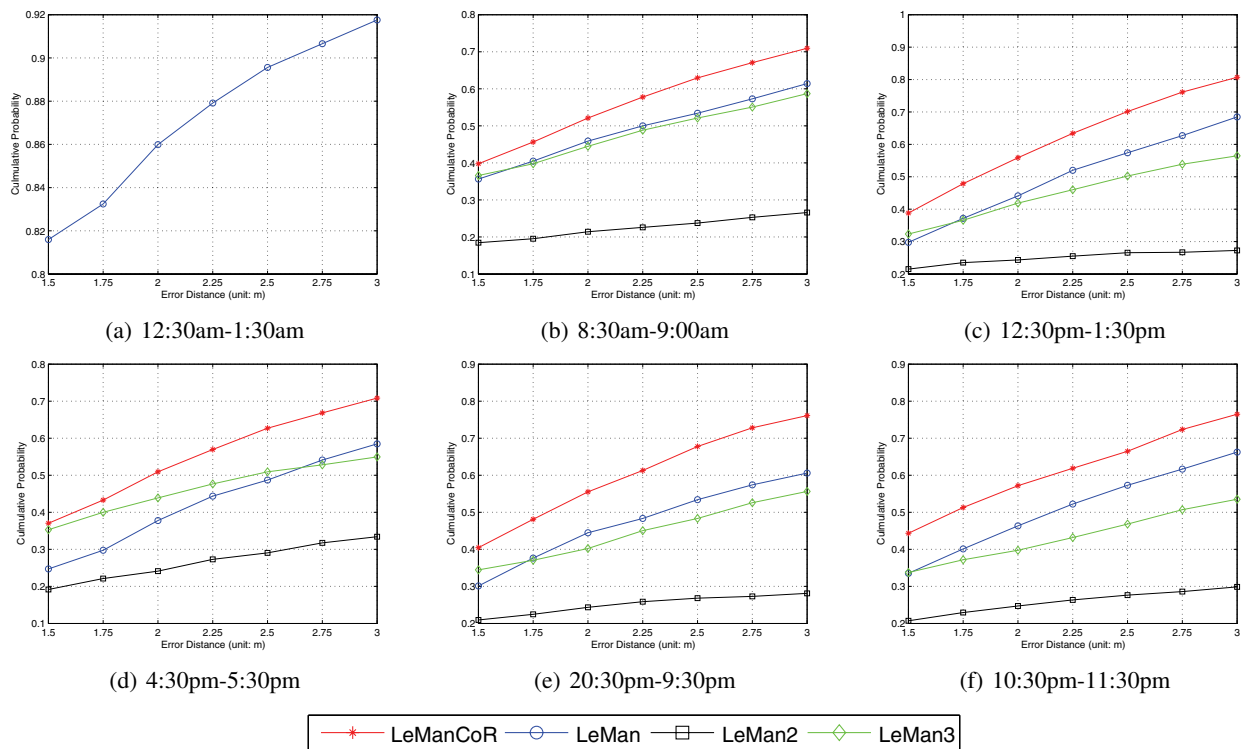 0.92
0.9
0.88
0.86
0.84
0.82
0.8
Culmulative Probability
1.5 1.75 2 2.25 2.5 2.75 3
Error Distance (unit: m)
(a) 12:30am-1:30am
0.8
0.7
0.6
0.5
0.4
0.3
0.2
0.1
Culmulative Probability
1.5 1.75 2 2.25 2.5 2.75 3
Error Distance (unit: m)
(b) 8:30am-9:00am
1
0.9
0.8
0.7
0.6
0.5
0.4
0.3
0.2
Culmulative Probability
1.5 1.75 2 2.25 2.5 2.75 3
Error Distance (unit: m)
(c) 12:30pm-1:30pm
0.8
0.7
0.6
0.5
0.4
0.3
0.2
0.1
Culmulative Probability
1.5 1.75 2 2.25 2.5 2.75 3
Error Distance (unit: m)
(d) 4:30pm-5:30pm
0.9
0.8
0.7
0.6
0.5
0.4
0.3
0.2
Culmulative Probability
1.5 1.75 2 2.25 2.5 2.75 3
Error Distance (unit: m)
(e) 20:30pm-9:30pm
0.9
0.8
0.7
0.6
0.5
0.4
0.3
0.2
Culmulative Probability
1.5 1.75 2 2.25 2.5 2.75 3
Error Distance (unit: m)
(f) 10:30pm-11:30pm
LeManCoR LeMan LeMan2 LeMan3